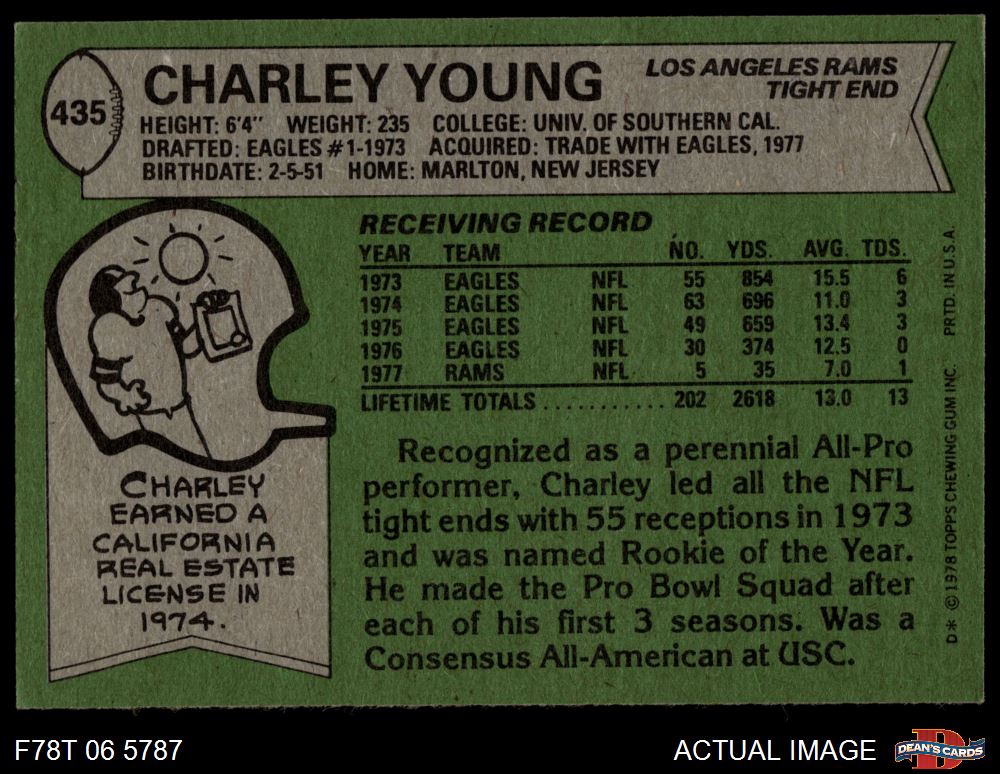 435
CHARLEY YOUNG
LOS ANGELES RAMS
TIGHT END
HEIGHT: 6'4" WEIGHT: 235 COLLEGE: UNIV. OF SOUTHERN CAL.
DRAFTED: EAGLES #1-1973 ACQUIRED: TRADE WITH EAGLES, 1977
BIRTHDATE: 2-5-51 HOME: MARLTON, NEW JERSEY
RECEIVING RECORD
YEAR TEAM NO. YDS. AVG. TDS.
1973 EAGLES NFL 55 854 15.5 6
1974 EAGLES NFL 63 696 11.0 3
1975 EAGLES NFL 49 659 13.4 3
1976 EAGLES NFL 30 374 12.5 0
1977 RAMS NFL 5 35 7.0 1
LIFETIME TOTALS ........... 202 2618 13.0 13
CHARLEY
EARNED A
CALIFORNIA
REAL ESTATE
LICENSE IN
1974.
Recognized as a perennial All-Pro
performer, Charley led all the NFL
tight ends with 55 receptions in 1973
and was named Rookie of the Year.
He made the Pro Bowl Squad after
each of his first 3 seasons. Was a
Consensus All-American at USC.
D* © 1978 TOPPS CHEWING GUM INC. PRTD. IN U.S.A.
F78T 06 5787
ACTUAL IMAGE
D
DEAN'S CARDS